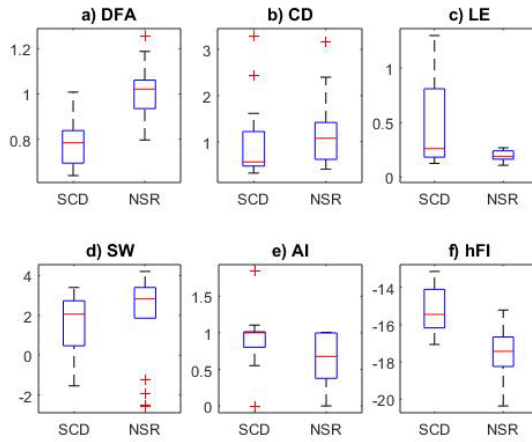 a) DFA
b) CD
c) LE
1.2
1
0.8
3
2
1
1
0.5
0
SCD
NSR
SCD
NSR
SCD
NSR
d) SW
e) AI
f) hFI
4
2
0
-2
1.5
1
0.5
0
-14
-16
-18
-20
SCD
NSR
SCD
NSR
SCD
NSR